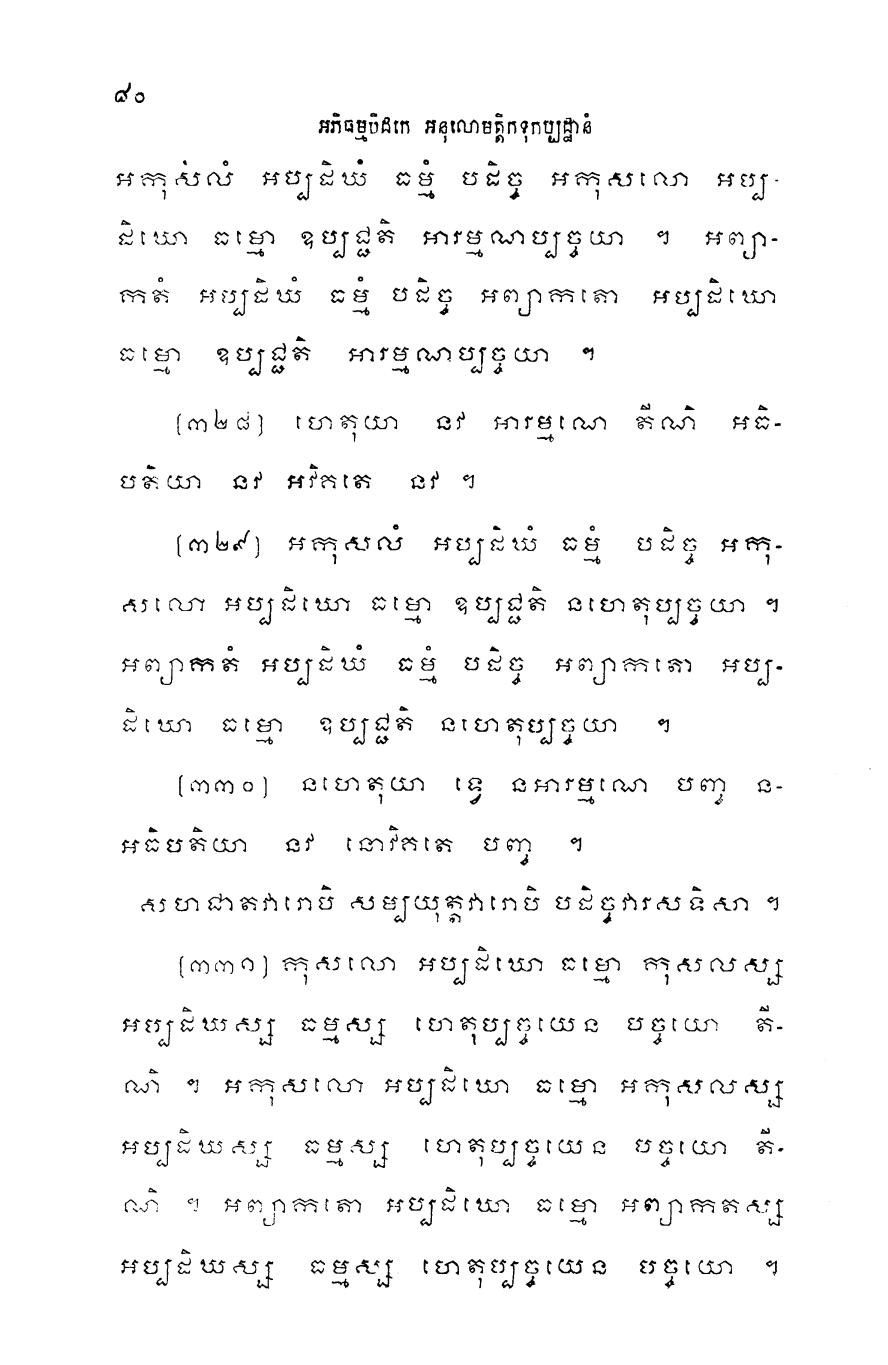 ៨០
អភិធម្មបិដកេ អនុលោមត្តិកទុកប្បដ្ឋានំ
អកុសលំ អប្បដិឃំ ធម្មំ បដិច្ច អកុសលោ អប្ប-
ដិឃោ ធម្មោ ឧប្បជ្ជតិ អារម្មណប្បច្ចយា ។ អព្យា-
កតំ អប្បដិឃំ ធម្មំ បដិច្ច អព្យាកតោ អប្បដិឃោ
ធម្មោ ឧប្បជ្ជតិ អារម្មណប្បច្ចយា ។
[៣២៨] ហេតុយា នវ អារម្មណេ តីណិ អធិ-
បតិយា នវ អវិគតេ នវ ។
[៣២៩] អកុសលំ អប្បដិឃំ ធម្មំ បដិច្ច អកុ-
សលោ អប្បដិឃោ ធម្មោ ឧប្បជ្ជតិ នហេតុប្បច្ចយា ។
អព្យាកតំ អប្បដិឃំ ធម្មំ បដិច្ច អព្យាកតោ អប្ប-
ដិឃោ ធម្មោ ឧប្បជ្ជតិ នហេតុប្បច្ចយា ។
[៣៣០] នហេតុយា ទ្វេ នអារម្មណេ បញ្ច ន-
អធិបតិយា នវ នោវិគតេ បញ្ច ។
សហជាតវារោបិ សម្បយុត្តវារោបិ បដិច្ចវារសទិសា ។
[៣៣១] កុសលោ អប្បដិឃោ ធម្មោ កុសលស្ស
អប្បដិឃស្ស ធម្មស្ស ហេតុប្បច្ចយេន បច្ចយោ តី-
ណិ ។ អកុសលោ អប្បដិឃោ ធម្មោ អកុសលស្ស
អប្បដិឃស្ស ធម្មស្ស ហេតុប្បច្ចយេន បច្ចយោ តី-
ណិ ។ អព្យាកតោ អប្បដិឃោ ធម្មោ អព្យាកតស្ស
អប្បដិឃស្ស ធម្មស្ស ហេតុប្បច្ចយេន បច្ចយោ ។